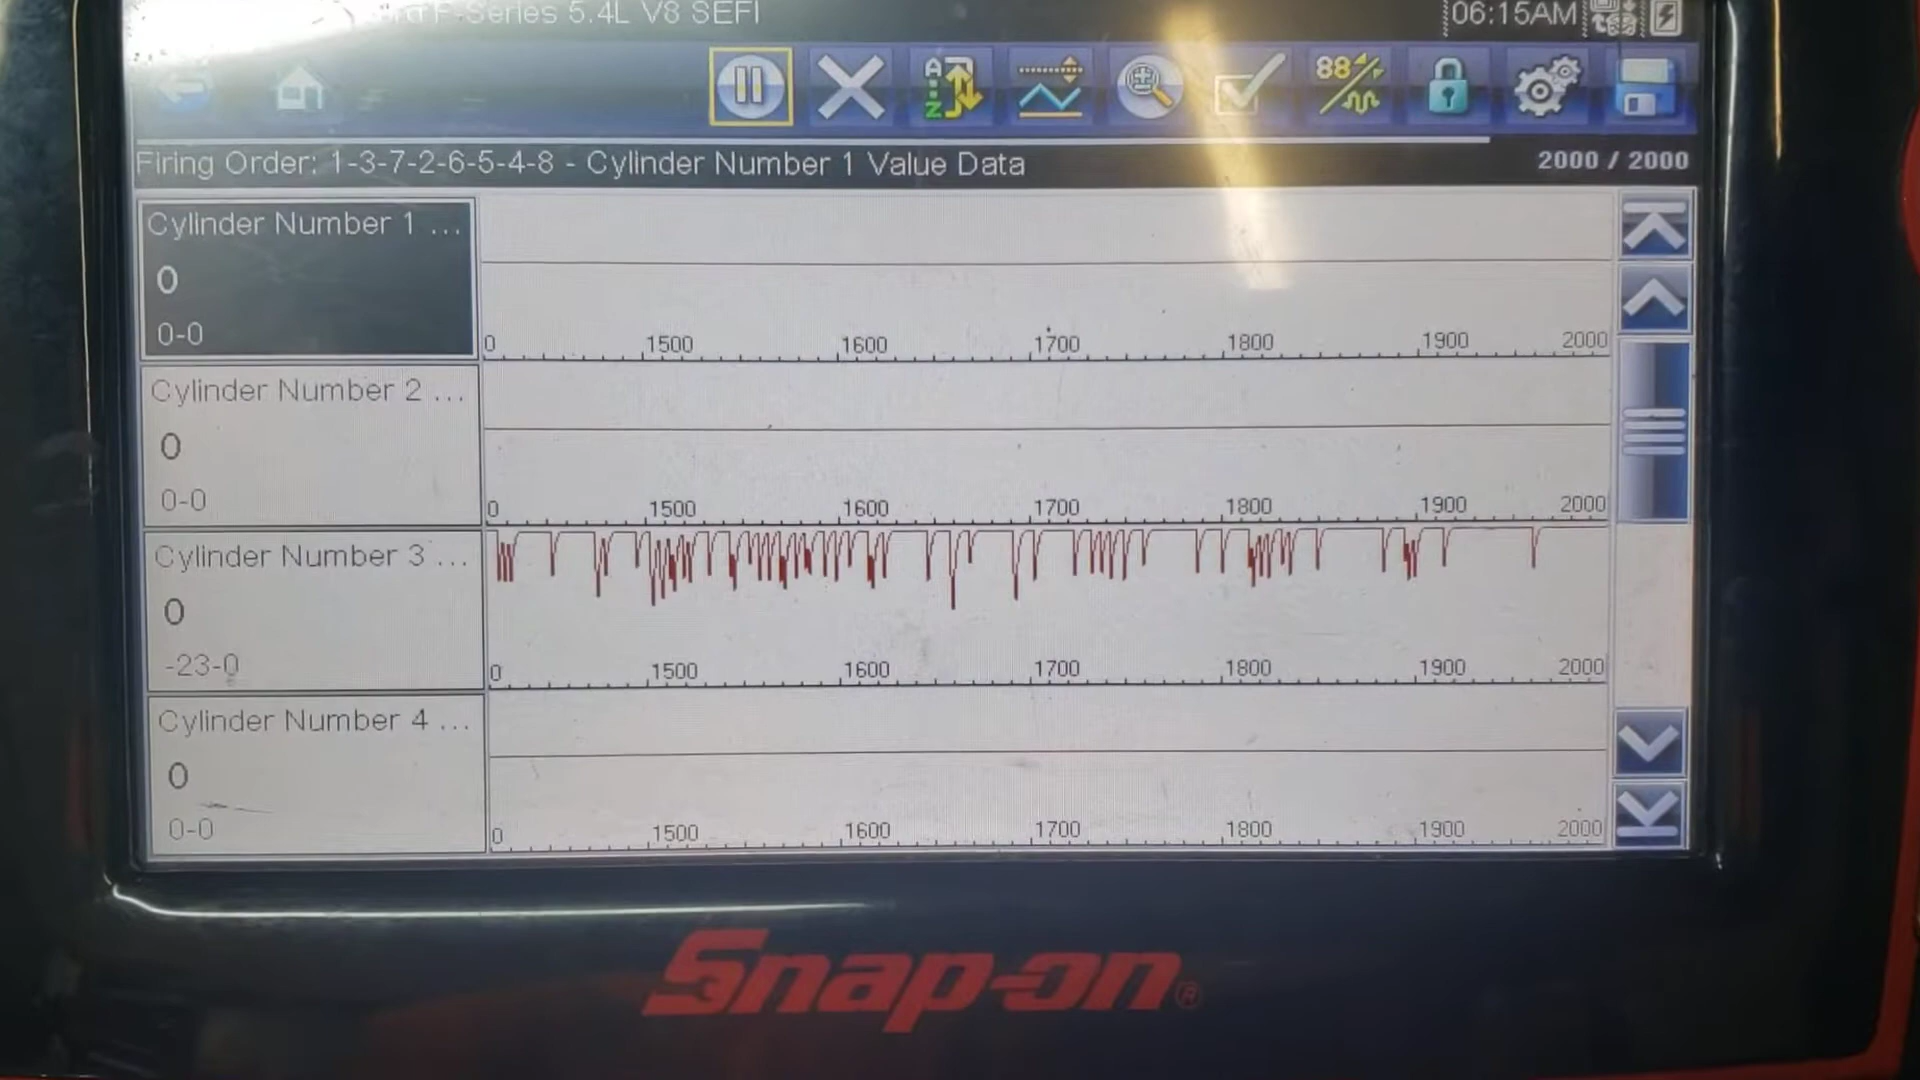 F-Series 5.4L V8 SEFI
06:15AM
A
Z
88
Firing Order: 1-3-7-2-6-5-4-8 - Cylinder Number 1 Value Data
2000 / 2000
Cylinder Number 1 ...
0
0-0
0 1500 1600 1700 1800 1900 2000
Cylinder Number 2 ...
0
0-0
0 1500 1600 1700 1800 1900 2000
Cylinder Number 3 ...
0
-23-0
0 1500 1600 1700 1800 1900 2000
Cylinder Number 4 ...
0
0-0
0 1500 1600 1700 1800 1900 2000
Snap-on®